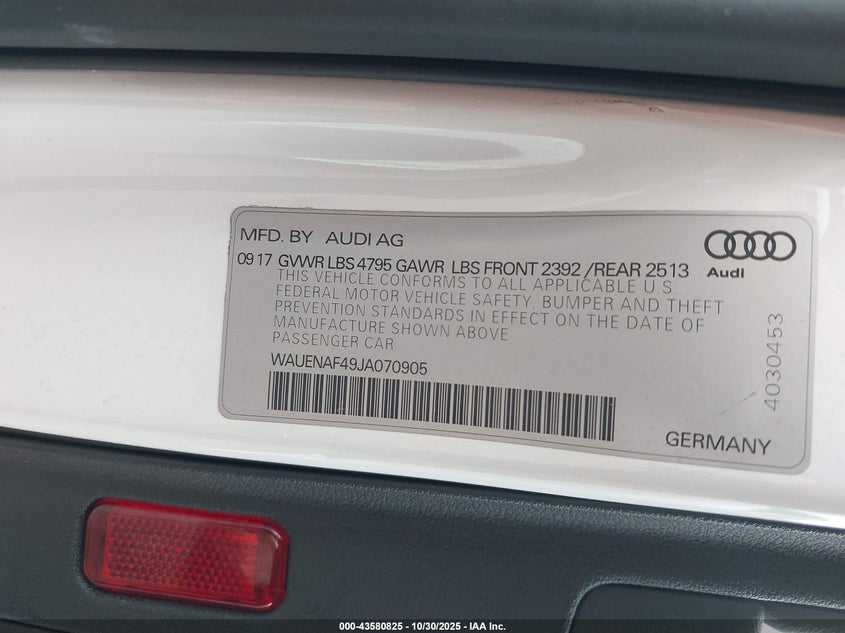 MFD. BY AUDI AG
09 17 GVWR LBS 4795 GAWR LBS FRONT 2392 /REAR 2513
THIS VEHICLE CONFORMS TO ALL APPLICABLE U S.
FEDERAL MOTOR VEHICLE SAFETY, BUMPER AND THEFT
PREVENTION STANDARDS IN EFFECT ON THE DATE OF
MANUFACTURE SHOWN ABOVE
PASSENGER CAR
WAUENAF49JA070905
Audi
4030453
GERMANY
000-43580825 - 10/30/2025 - IAA Inc.